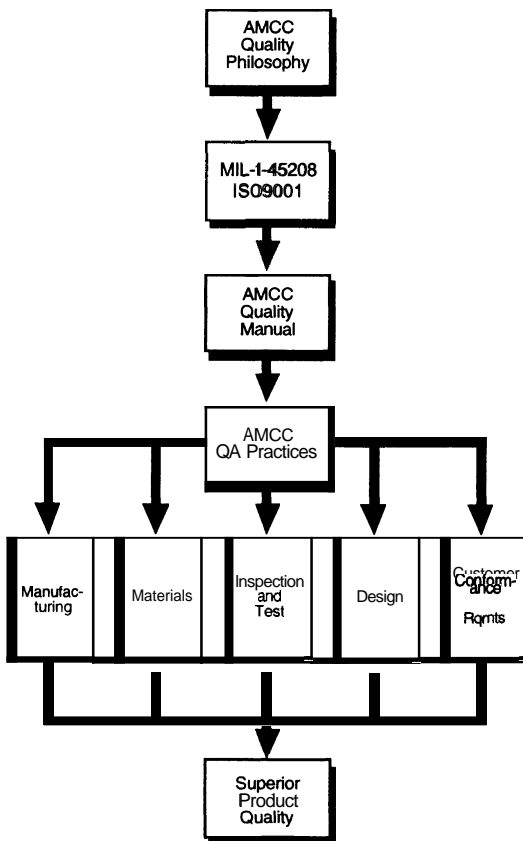 AMCC
Quality
Philosophy
MIL-1-45208
ISO9001
AMCC
Quality
Manual
AMCC
QA Practices
Manufac-
turing
Materials
Inspection
and
Test
Design
Customer
Conform-
ance
Rqrnts
Superior
Product
Quality